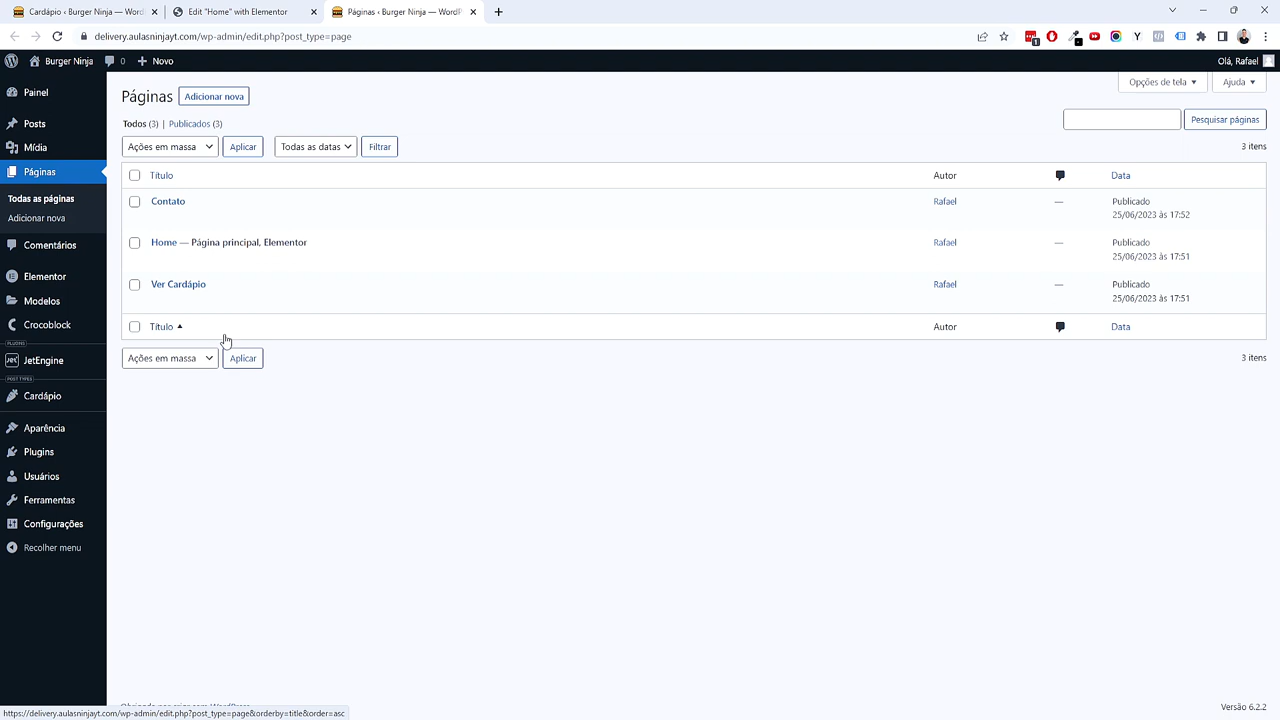 Cardápio ‹ Burger Ninja — Word
Edit "Home" with Elementor
Páginas ‹ Burger Ninja — WordPr
delivery.aulasninjayt.com/wp-admin/edit.php?post_type=page
Burger Ninja
0
Novo
Olá, Rafael
Painel
Posts
Mídia
Páginas
Todas as páginas
Adicionar nova
Comentários
Elementor
Modelos
Crocoblock
PLUGINS
JetEngine
POST TYPES
Cardápio
Aparência
Plugins
Usuários
Ferramentas
Configurações
Recolher menu
Opções de tela
Ajuda
Páginas
Adicionar nova
Todos (3) | Publicados (3)
Pesquisar páginas
Ações em massa
Aplicar
Todas as datas
Filtrar
3 itens
Título Autor Data
Contato Rafael — Publicado
25/06/2023 às 17:52
Home — Página principal, Elementor Rafael — Publicado
25/06/2023 às 17:51
Ver Cardápio Rafael — Publicado
25/06/2023 às 17:51
Título Autor Data
Ações em massa
Aplicar
3 itens
Versão 6.2.2
https://delivery.aulasninjayt.com/wp-admin/edit.php?post_type=page&orderby=title&order=asc